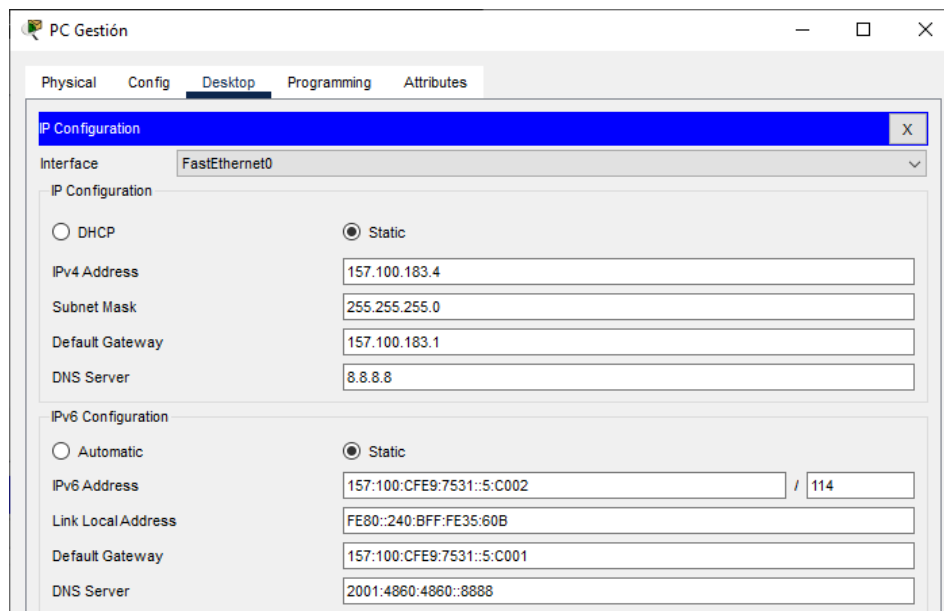 PC Gestión
Physical Config Desktop Programming Attributes
IP Configuration X
Interface FastEthernet0
IP Configuration
DHCP Static
IPv4 Address 157.100.183.4
Subnet Mask 255.255.255.0
Default Gateway 157.100.183.1
DNS Server 8.8.8.8
IPv6 Configuration
Automatic Static
IPv6 Address 157:100:CFE9:7531::5:C002 / 114
Link Local Address FE80::240:BFF:FE35:60B
Default Gateway 157:100:CFE9:7531::5:C001
DNS Server 2001:4860:4860::8888